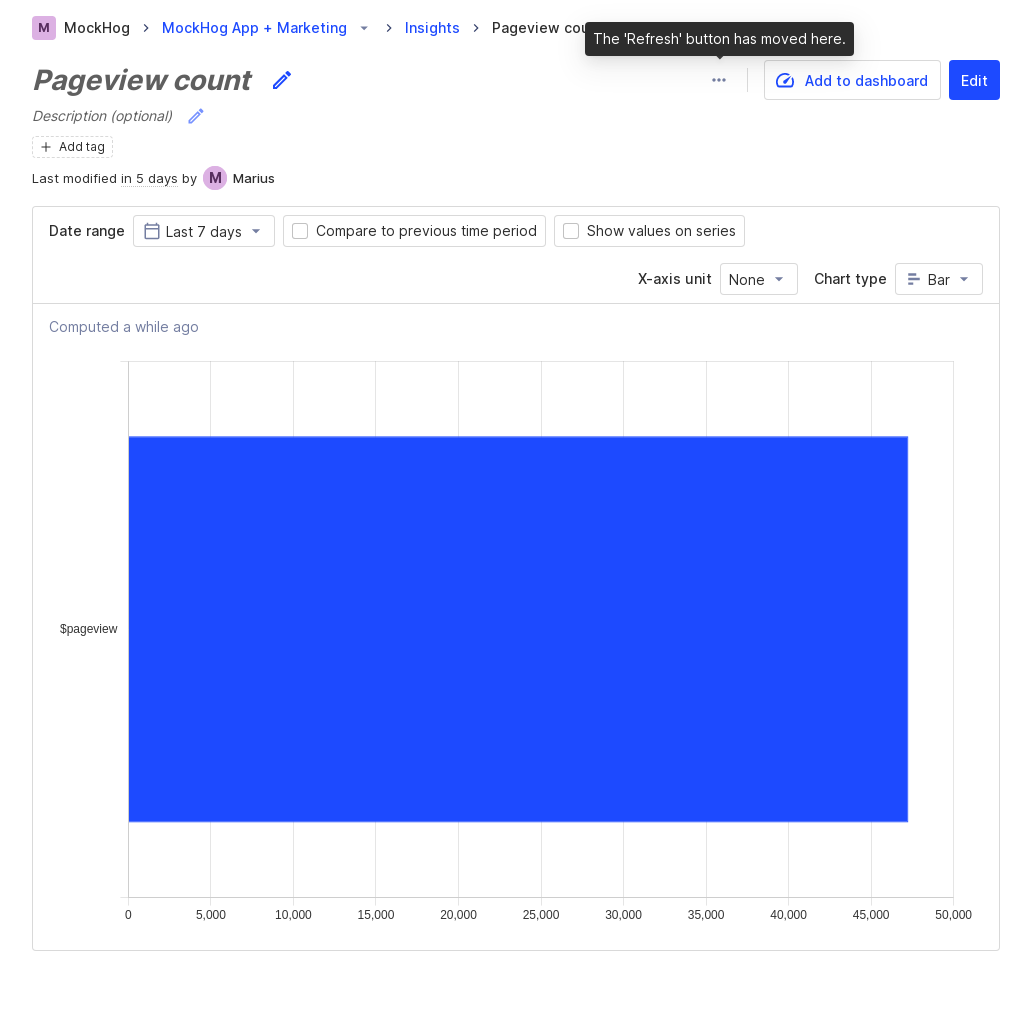 M MockHog > MockHog App + Marketing > Insights > Pageview
The 'Refresh' button has moved here.
Pageview count
Add to dashboard
Edit
Description (optional)
+ Add tag
Last modified in 5 days by M Marius
Date range Last 7 days Compare to previous time period Show values on series
X-axis unit None Chart type Bar
Computed a while ago
$pageview
0 5,000 10,000 15,000 20,000 25,000 30,000 35,000 40,000 45,000 50,000